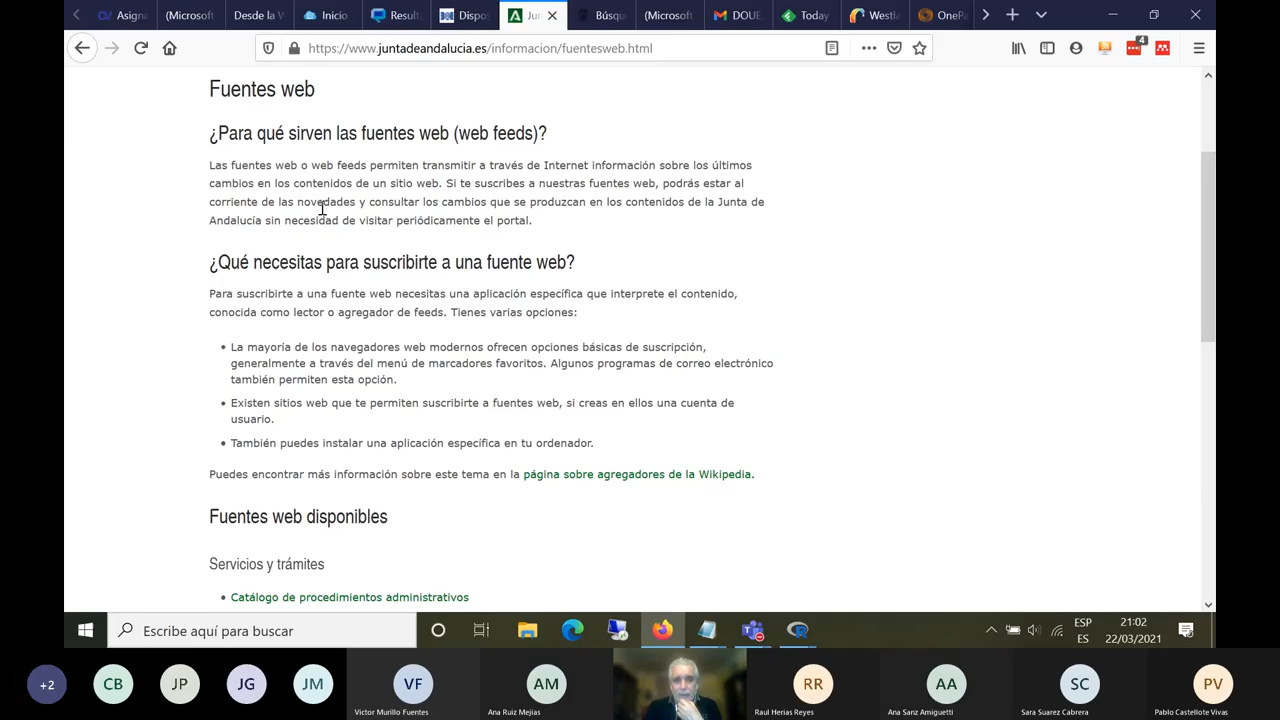 Asigna
(Microsoft
Desde la V
Inicio
Result
Dispo
Ju
Búsqu
(Microsoft
DOUE
Today
Westla
OnePa
https://www.juntadeandalucia.es/informacion/fuentesweb.html
4
Fuentes web
¿Para qué sirven las fuentes web (web feeds)?
Las fuentes web o web feeds permiten transmitir a través de Internet información sobre los últimos
cambios en los contenidos de un sitio web. Si te suscribes a nuestras fuentes web, podrás estar al
corriente de las novedades y consultar los cambios que se produzcan en los contenidos de la Junta de
Andalucía sin necesidad de visitar periódicamente el portal.
¿Qué necesitas para suscribirte a una fuente web?
Para suscribirte a una fuente web necesitas una aplicación específica que interprete el contenido,
conocida como lector o agregador de feeds. Tienes varias opciones:
• La mayoría de los navegadores web modernos ofrecen opciones básicas de suscripción,
generalmente a través del menú de marcadores favoritos. Algunos programas de correo electrónico
también permiten esta opción.
• Existen sitios web que te permiten suscribirte a fuentes web, si creas en ellos una cuenta de
usuario.
• También puedes instalar una aplicación específica en tu ordenador.
Puedes encontrar más información sobre este tema en la página sobre agregadores de la Wikipedia.
Fuentes web disponibles
Servicios y trámites
• Catálogo de procedimientos administrativos
Escribe aquí para buscar
ESP
ES
21:02
22/03/2021
+2
CB
JP
JG
JM
VF
Victor Murillo Fuentes
AM
Ana Ruiz Mejias
RR
Raul Herias Reyes
AA
Ana Sanz Amiguetti
SC
Sara Suarez Cabrera
PV
Pablo Castellote Vivas